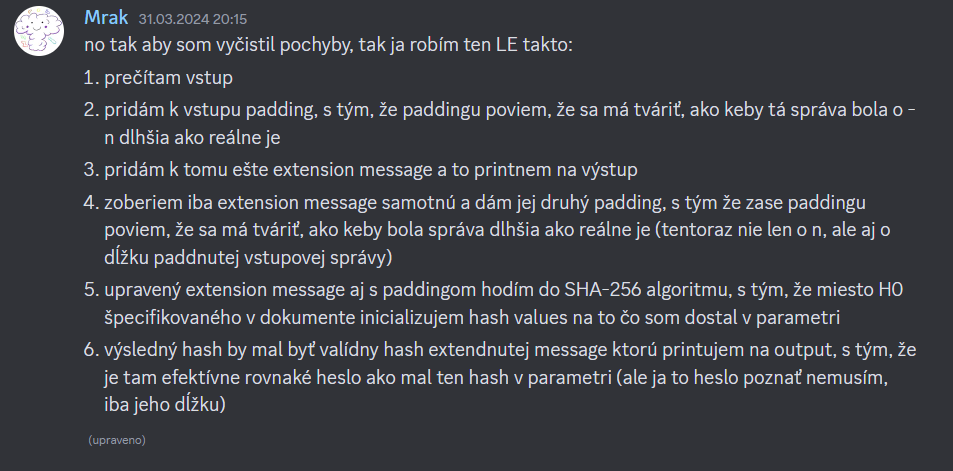 Mrak 31.03.2024 20:15
no tak aby som vyčistil pochyby, tak ja robím ten LE takto:
1. prečítam vstup
2. pridám k vstupu padding, s tým, že paddingu poviem, že sa má tváriť, ako keby tá správa bola o -
n dlhšia ako reálne je
3. pridám k tomu ešte extension message a to printnem na výstup
4. zoberiem iba extension message samotnú a dám jej druhý padding, s tým že zase paddingu
poviem, že sa má tváriť, ako keby bola správa dlhšia ako reálne je (tentoraz nie len o n, ale aj o
dĺžku paddnutej vstupovej správy)
5. upravený extension message aj s paddingom hodím do SHA-256 algoritmu, s tým, že miesto H0
špecifikovaného v dokumente inicializujem hash values na to čo som dostal v parametri
6. výsledný hash by mal byť valídny hash extendnutej message ktorú printujem na output, s tým, že
je tam efektívne rovnaké heslo ako mal ten hash v parametri (ale ja to heslo poznať nemusím,
iba jeho dĺžku)
(upraveno)